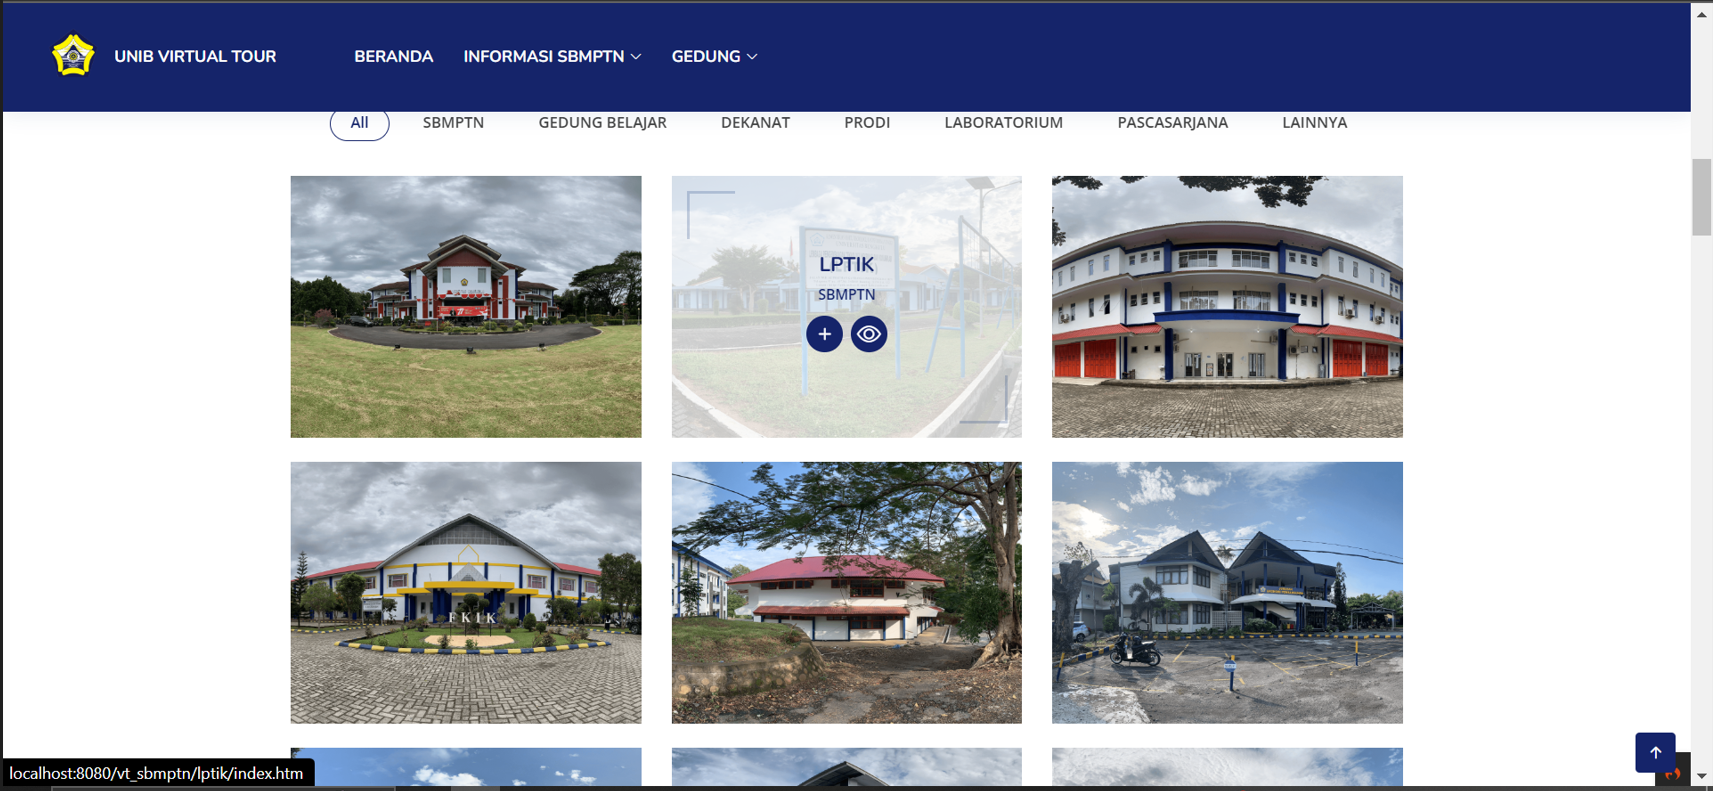 UNIB VIRTUAL TOUR BERANDA INFORMASI SBMPTN GEDUNG
All SBMPTN GEDUNG BELAJAR DEKANAT PRODI LABORATORIUM PASCASARJANA LAINNYA
LPTIK
SBMPTN
FKIK
localhost:8080/vt_sbmptn/lptik/index.htm